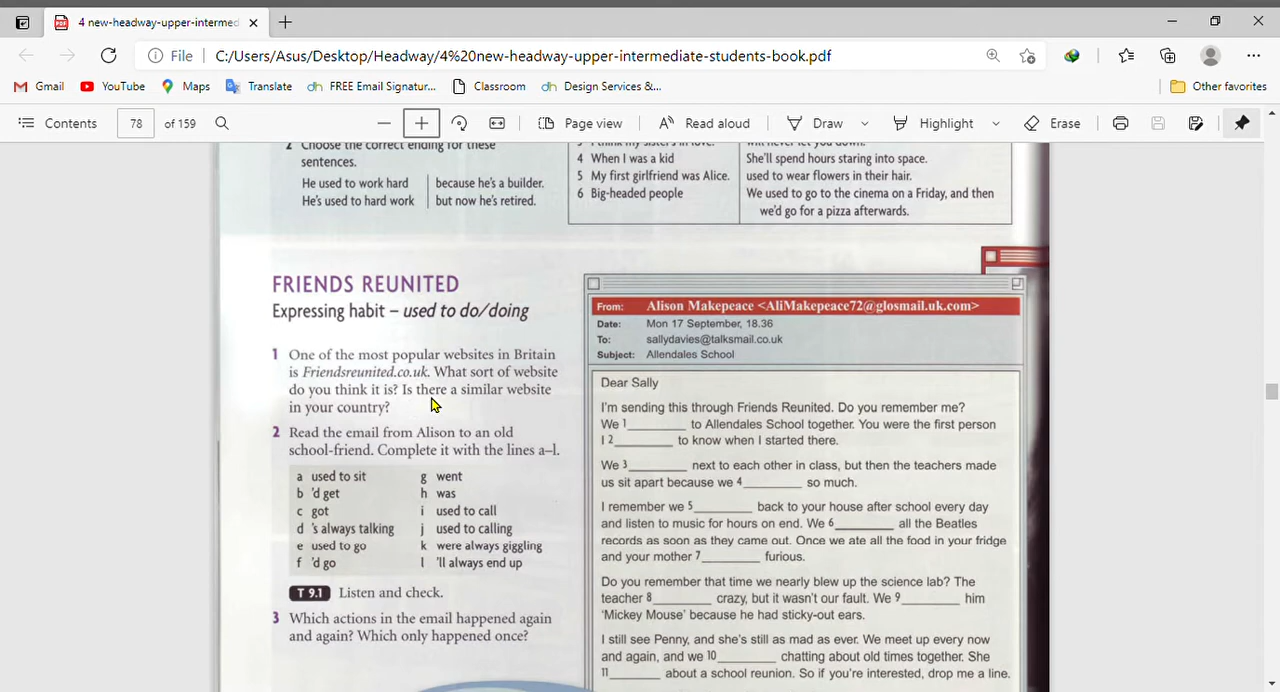 4 new-headway-upper-intermed
File C:/Users/Asus/Desktop/Headway/4%20new-headway-upper-intermediate-students-book.pdf
Gmail YouTube Maps Translate FREE Email Signatur... Classroom Design Services &... Other favorites
Contents 78 of 159 Page view Read aloud Draw Highlight Erase
2 Choose the correct ending for these
sentences.
He used to work hard because he's a builder.
He's used to hard work but now he's retired.
4 When I was a kid She'll spend hours staring into space.
5 My first girlfriend was Alice. used to wear flowers in their hair.
6 Big-headed people We used to go to the cinema on a Friday, and then
we'd go for a pizza afterwards.
FRIENDS REUNITED
Expressing habit – used to do/doing
1 One of the most popular websites in Britain
is Friendsreunited.co.uk. What sort of website
do you think it is? Is there a similar website
in your country?
2 Read the email from Alison to an old
school-friend. Complete it with the lines a–l.
a used to sit g went
b 'd get h was
c got i used to call
d 's always talking j used to calling
e used to go k were always giggling
f 'd go l 'll always end up
T 9.1 Listen and check.
3 Which actions in the email happened again
and again? Which only happened once?
From: Alison Makepeace <AliMakepeace72@glosmail.uk.com>
Date: Mon 17 September, 18.36
To: sallydavies@talksmail.co.uk
Subject: Allendales School
Dear Sally
I'm sending this through Friends Reunited. Do you remember me?
We 1________ to Allendales School together. You were the first person
I 2________ to know when I started there.
We 3________ next to each other in class, but then the teachers made
us sit apart because we 4________ so much.
I remember we 5________ back to your house after school every day
and listen to music for hours on end. We 6________ all the Beatles
records as soon as they came out. Once we ate all the food in your fridge
and your mother 7________ furious.
Do you remember that time we nearly blew up the science lab? The
teacher 8________ crazy, but it wasn't our fault. We 9________ him
'Mickey Mouse' because he had sticky-out ears.
I still see Penny, and she's still as mad as ever. We meet up every now
and again, and we 10________ chatting about old times together. She
11________ about a school reunion. So if you're interested, drop me a line.